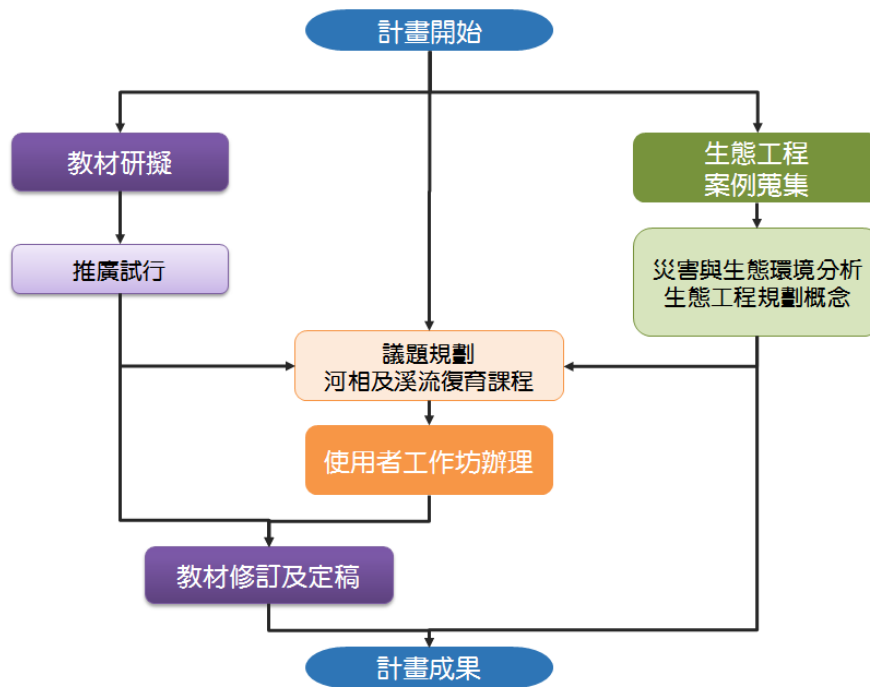 計畫開始
教材研擬
生態工程
案例蒐集
推廣試行
災害與生態環境分析
生態工程規劃概念
議題規劃
河相及溪流復育課程
使用者工作坊辦理
教材修訂及定稿
計畫成果